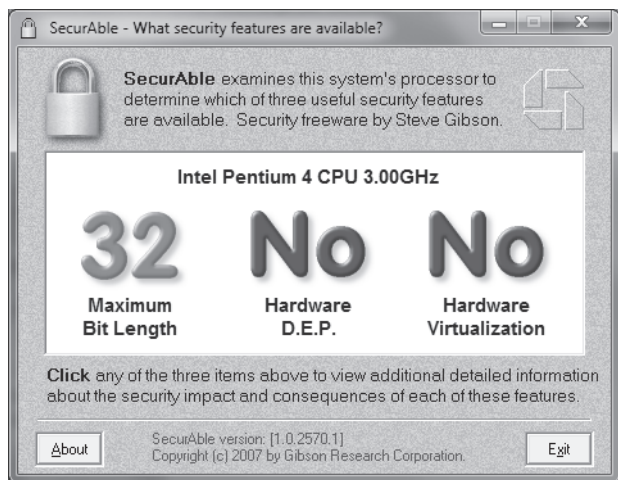 SecurAble - What security features are available?
SecurAble examines this system's processor to
determine which of three useful security features
are available. Security freeware by Steve Gibson.
Intel Pentium 4 CPU 3.00GHz
32 No No
Maximum Hardware Hardware
Bit Length D.E.P. Virtualization
Click any of the three items above to view additional detailed information
about the security impact and consequences of each of these features.
About
SecurAble version: [1.0.2570.1]
Copyright (c) 2007 by Gibson Research Corporation.
Exit